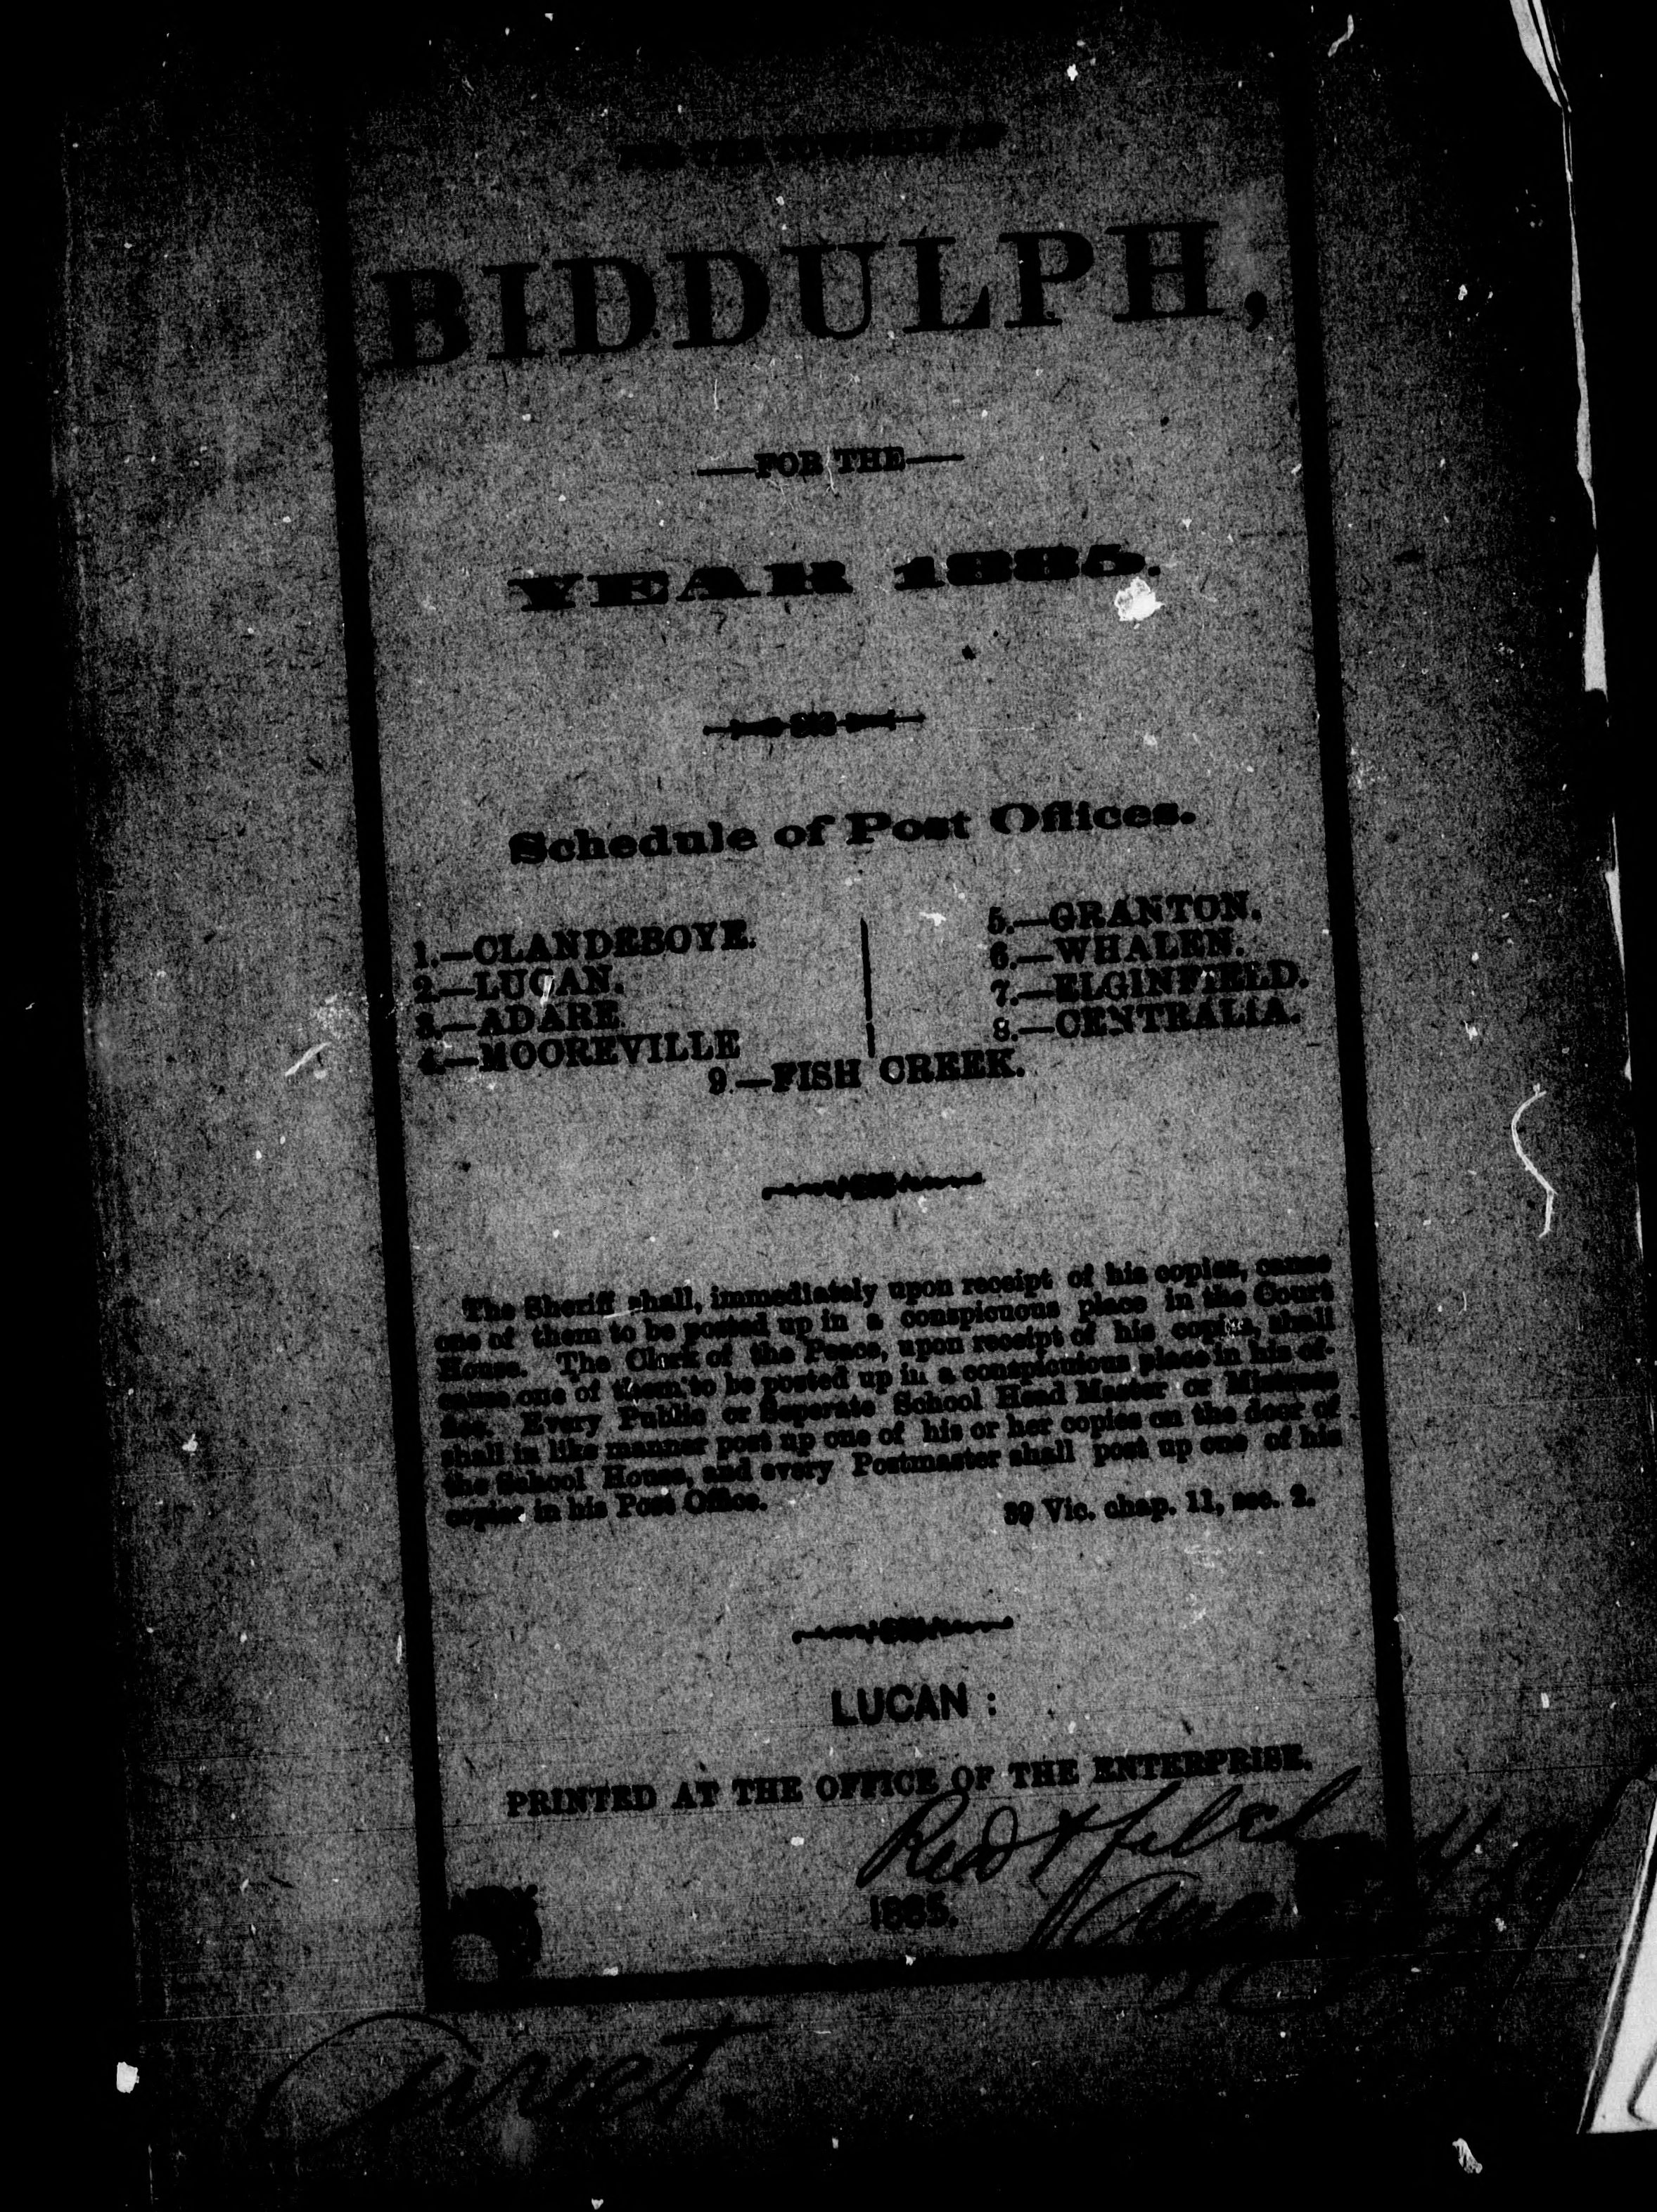 FOR THE TOWNSHIP OF
BIDDULPH,
—FOR THE—
YEAR 1885.
Schedule of Post Offices.
1.—CLANDEBOYE.
2.—LUCAN.
3.—ADARE.
4.—MOOREVILLE
5.—GRANTON.
6.—WHALEN.
7.—ELGINFIELD.
8.—CENTRALIA.
9.—FISH CREEK.
The Sheriff shall, immediately upon receipt of his copies, cause
one of them to be posted up in a conspicuous place in the Court
House. The Clerk of the Peace, upon receipt of his copies, shall
cause one of them to be posted up in a conspicuious place in his of-
fice. Every Public or Seperate School Head Master or Mistress
shall in like manner post up one of his or her copies on the door of
the School House, and every Postmaster shall post up one of his
copies in his Post Office.
39 Vic. chap. 11, sec. 2.
LUCAN :
PRINTED AT THE OFFICE OF THE ENTERPRISE.
1885.